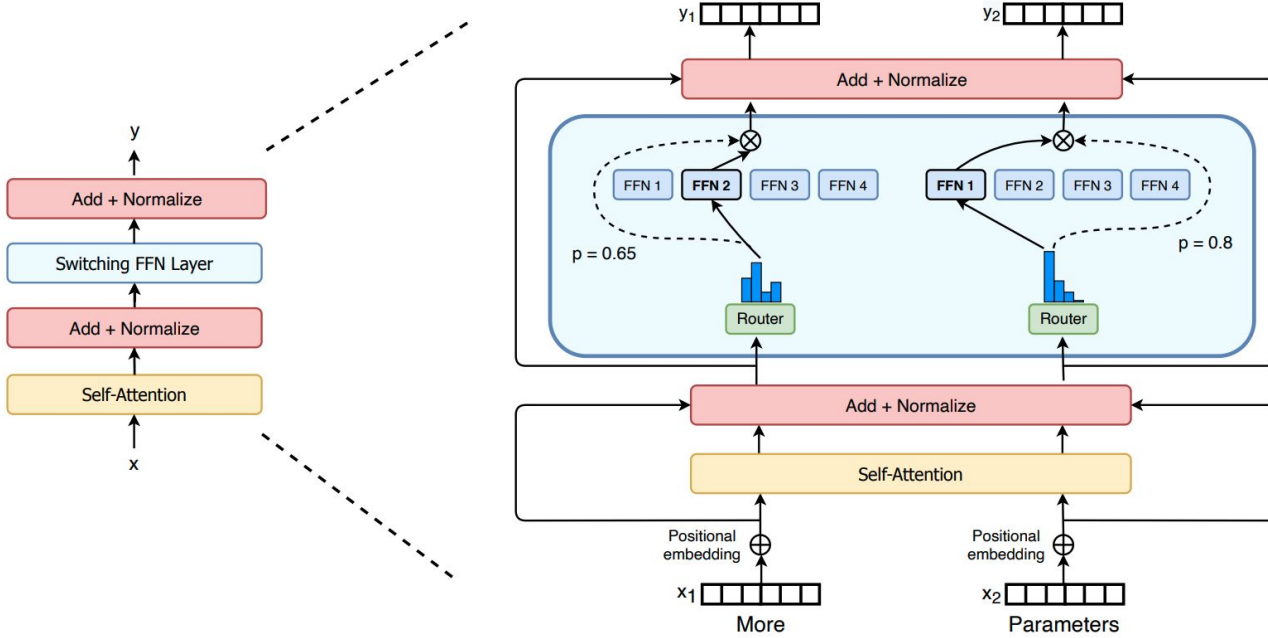 y
Add + Normalize
Switching FFN Layer
Add + Normalize
Self-Attention
x
y1
y2
Add + Normalize
FFN 1
FFN 2
FFN 3
FFN 4
FFN 1
FFN 2
FFN 3
FFN 4
p = 0.65
p = 0.8
Router
Router
Add + Normalize
Self-Attention
Positional
embedding
Positional
embedding
x1
x2
More
Parameters